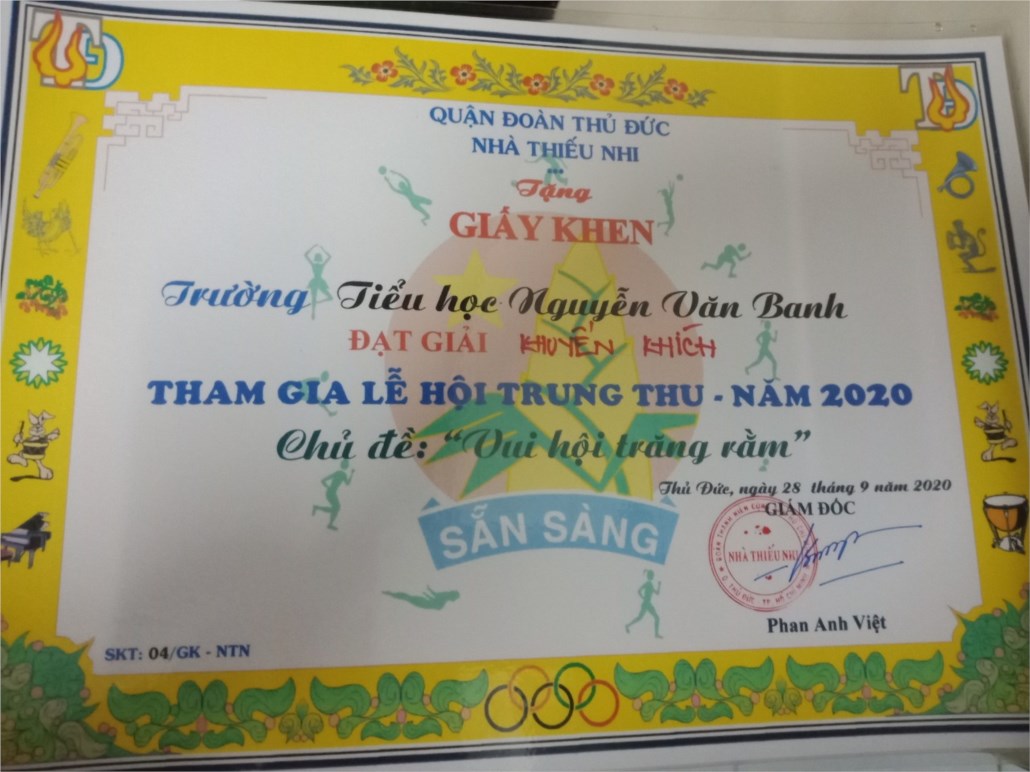 QUẬN ĐOÀN THỦ ĐỨC
NHÀ THIẾU NHI
Tặng
GIẤY KHEN
Trường Tiểu học Nguyễn Văn Banh
ĐẠT GIẢI KHUYẾN KHÍCH
THAM GIA LỄ HỘI TRUNG THU - NĂM 2020
Chủ đề: “Vui hội trăng rằm”
Thủ Đức, ngày 28 tháng 9 năm 2020
GIÁM ĐỐC
SẴN SÀNG
NHÀ THIẾU NHI
Phan Anh Việt
SKT: 04/GK - NTN